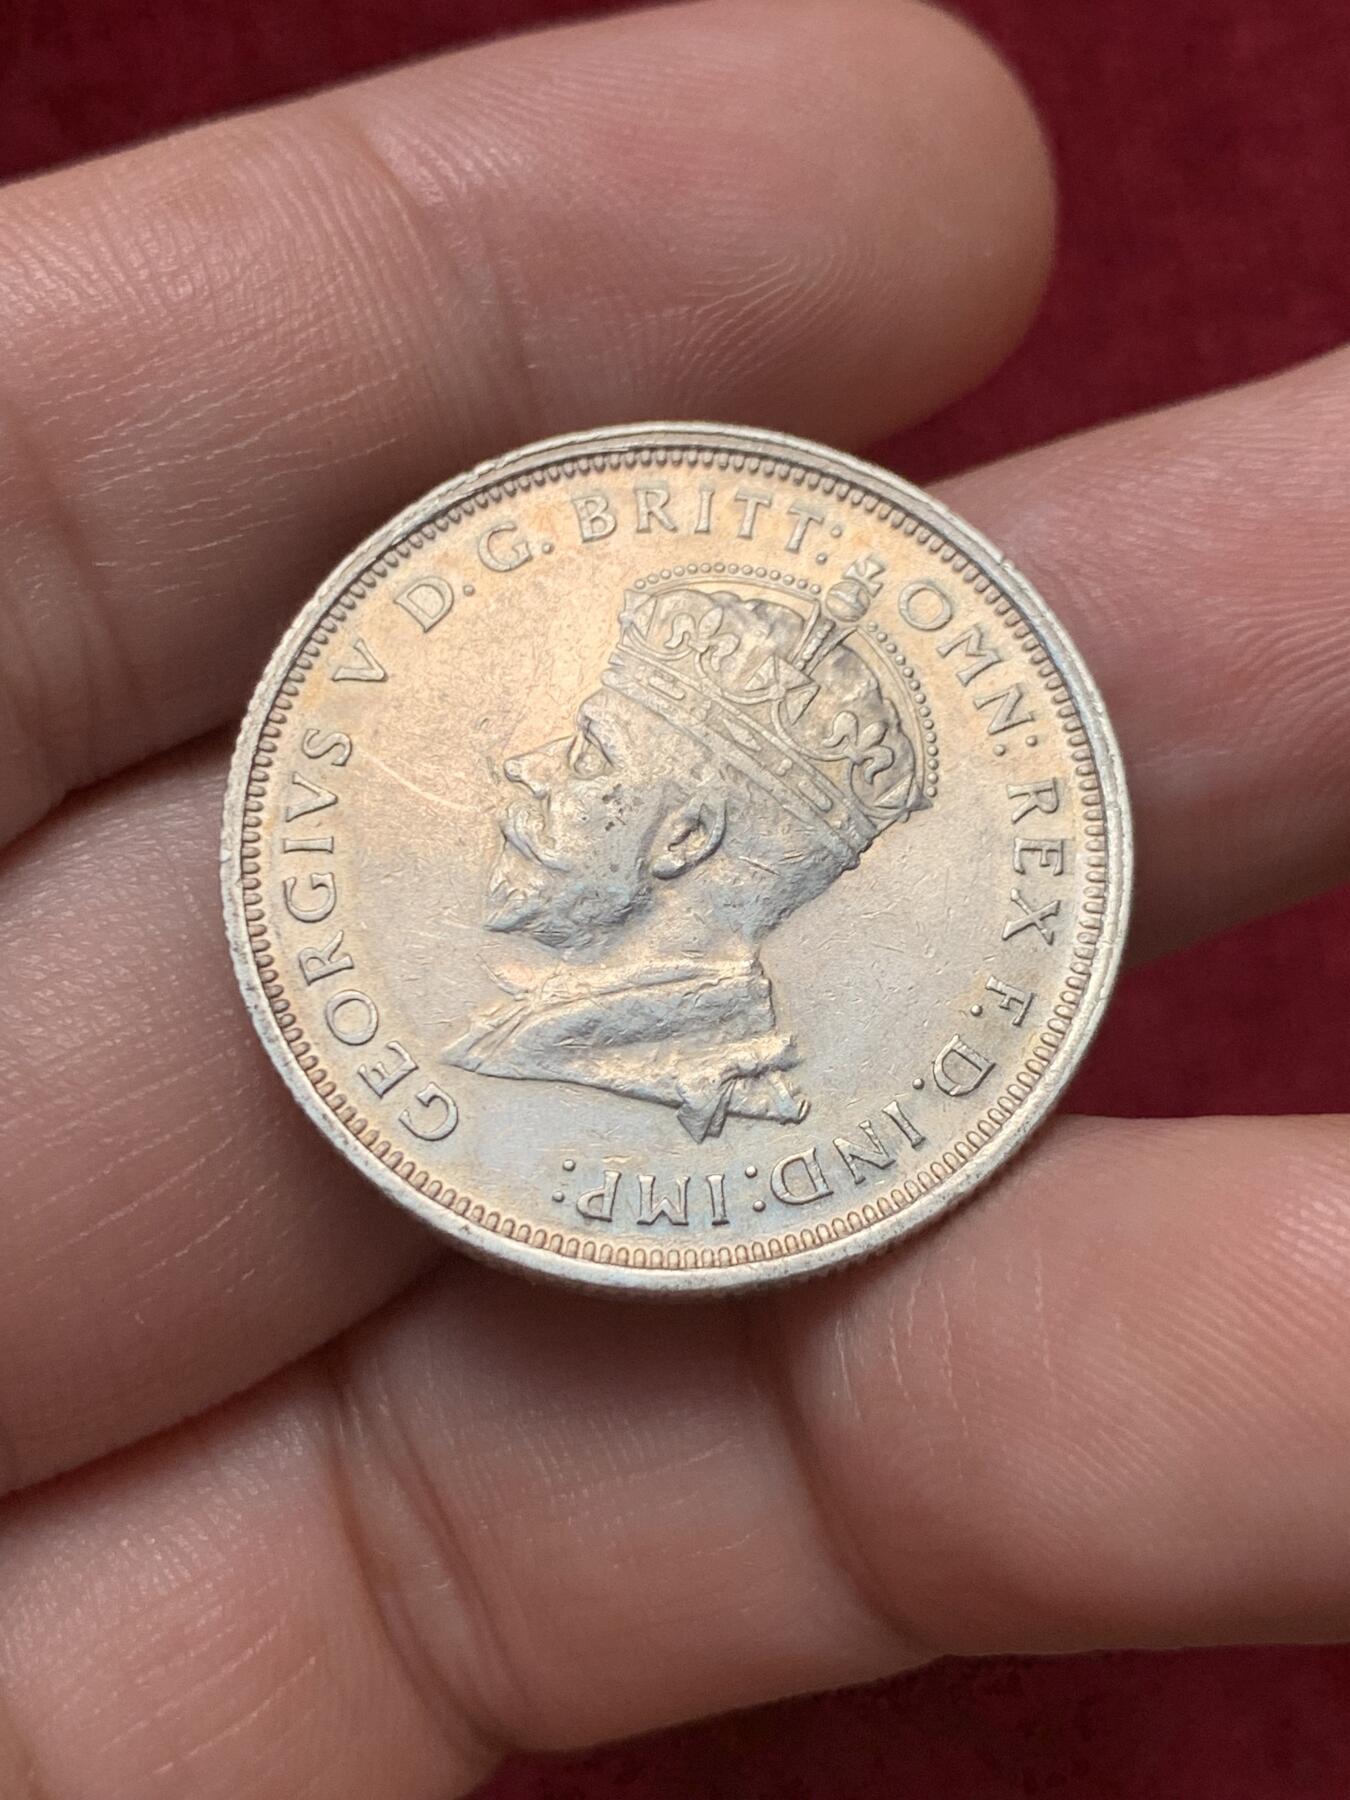 GEORGIVS V D.G.BRITT: OMN: REX F.D.IND:IMP: